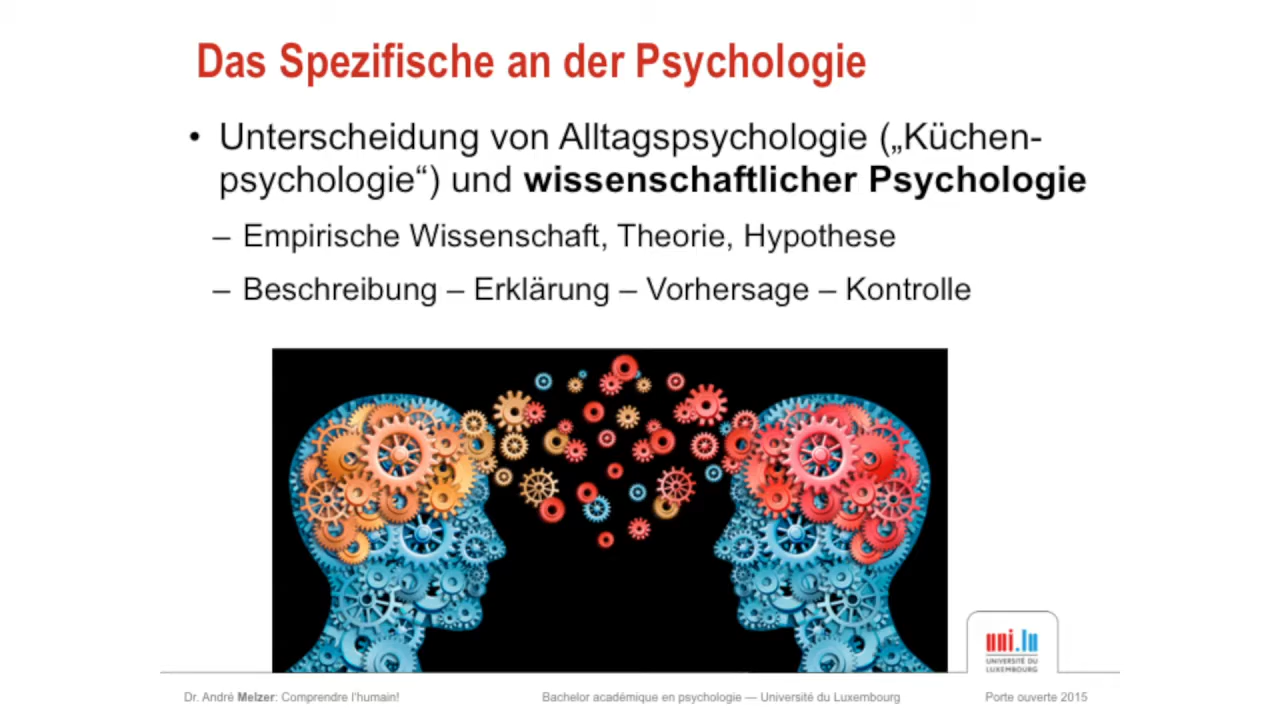 Das Spezifische an der Psychologie
• Unterscheidung von Alltagspsychologie („Küchen-
psychologie“) und wissenschaftlicher Psychologie
– Empirische Wissenschaft, Theorie, Hypothese
– Beschreibung – Erklärung – Vorhersage – Kontrolle
uni.lu
UNIVERSITÉ DU
LUXEMBOURG
Dr. André Melzer: Comprendre l'humain! Bachelor académique en psychologie — Université du Luxembourg Porte ouverte 2015